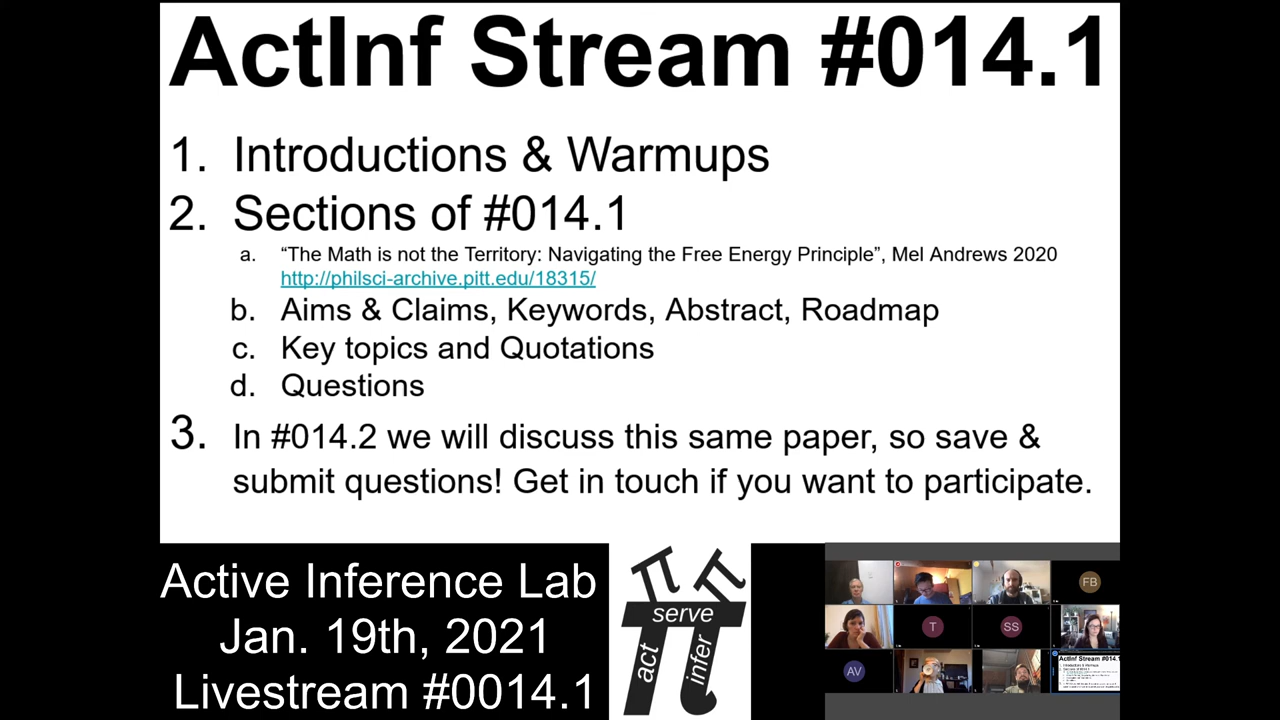 ActInf Stream #014.1
1. Introductions & Warmups
2. Sections of #014.1
a. “The Math is not the Territory: Navigating the Free Energy Principle”, Mel Andrews 2020
http://philsci-archive.pitt.edu/18315/
b. Aims & Claims, Keywords, Abstract, Roadmap
c. Key topics and Quotations
d. Questions
3. In #014.2 we will discuss this same paper, so save &
submit questions! Get in touch if you want to participate.
Active Inference Lab
Jan. 19th, 2021
Livestream #0014.1
serve
act
infer
FB
T
SS
AV
ActInf Stream #014.1